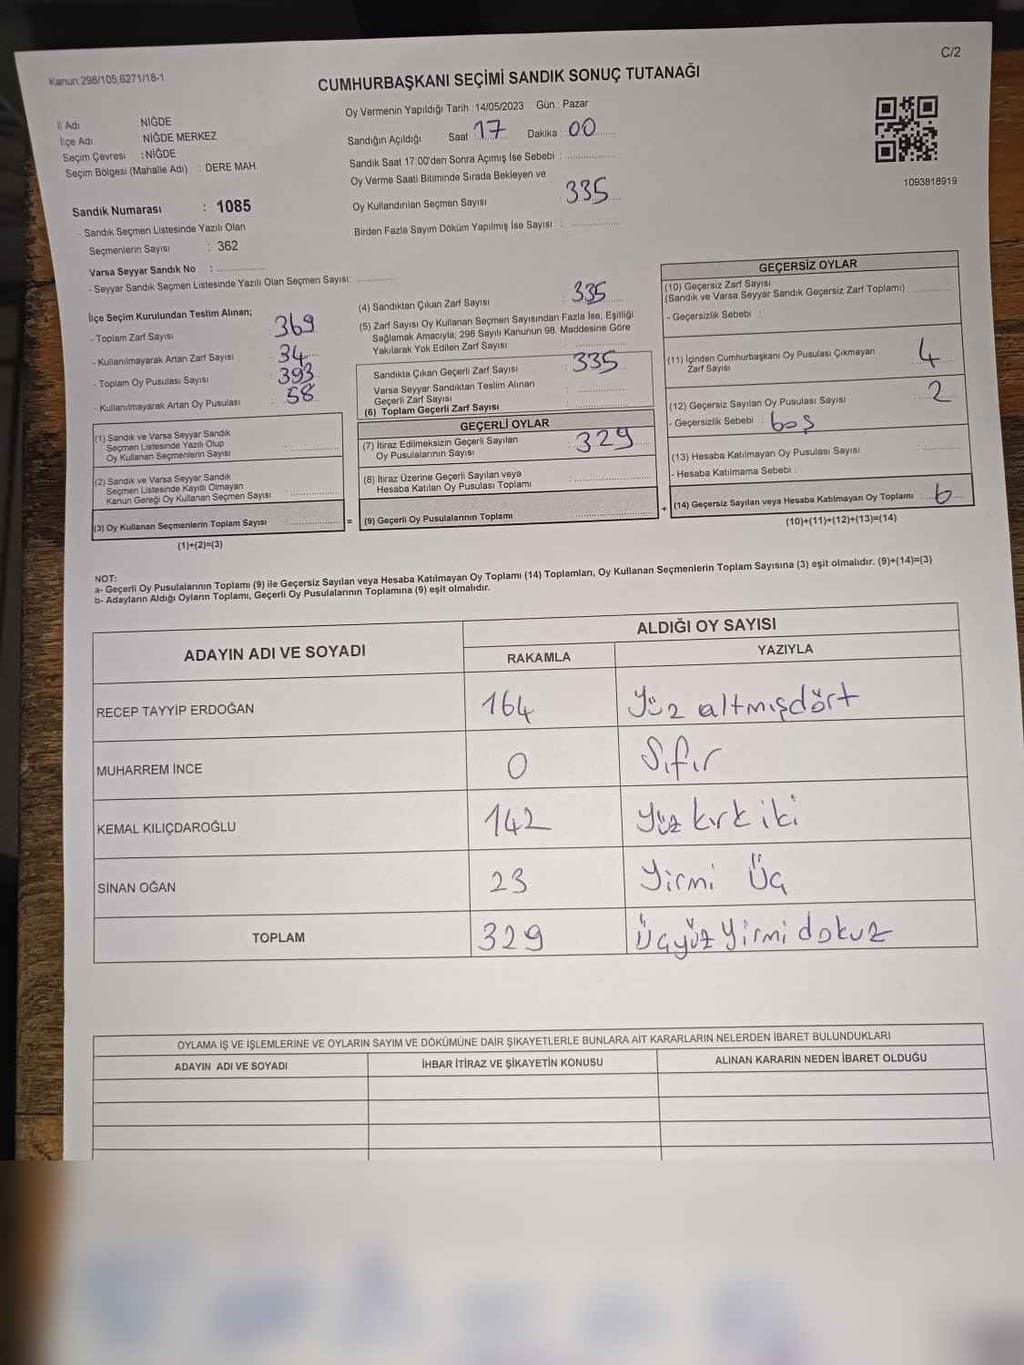 Kanun:298/105,6271/18-1
C/2
CUMHURBAŞKANI SEÇİMİ SANDIK SONUÇ TUTANAĞI
Oy Vermenin Yapıldığı Tarih : 14/05/2023 Gün : Pazar
İl Adı NİĞDE
İlçe Adı NİĞDE MERKEZ
Seçim Çevresi : NİĞDE
Seçim Bölgesi (Mahalle Adı) : DERE MAH.
Sandığın Açıldığı Saat : 17 Dakika : 00
Sandık Saat 17:00'den Sonra Açımış İse Sebebi :
Oy Verme Saati Bitiminde Sırada Bekleyen ve
Oy Kullandırılan Seçmen Sayısı 335
Birden Fazla Sayım Döküm Yapılmış İse Sayısı :
1093818919
Sandık Numarası : 1085
- Sandık Seçmen Listesinde Yazılı Olan
Seçmenlerin Sayısı : 362
Varsa Seyyar Sandık No :
- Seyyar Sandık Seçmen Listesinde Yazılı Olan Seçmen Sayısı:
İlçe Seçim Kurulundan Teslim Alınan;
- Toplam Zarf Sayısı : 369
- Kullanılmayarak Artan Zarf Sayısı : 34
- Toplam Oy Pusulası Sayısı : 393
- Kullanılmayarak Artan Oy Pusulası : 58
(1) Sandık ve Varsa Seyyar Sandık
Seçmen Listesinde Yazılı Olup
Oy Kullanan Seçmenlerin Sayısı :
(2) Sandık ve Varsa Seyyar Sandık
Seçmen Listesinde Kayıtlı Olmayan
Kanun Gereği Oy Kullanan Seçmen Sayısı :
(3) Oy Kullanan Seçmenlerin Toplam Sayısı
(1)+(2)=(3)
(4) Sandıktan Çıkan Zarf Sayısı : 335
(5) Zarf Sayısı Oy Kullanan Seçmen Sayısından Fazla İse, Eşitliği
Sağlamak Amacıyla; 298 Sayılı Kanunun 98. Maddesine Göre
Yakılarak Yok Edilen Zarf Sayısı
Sandıkta Çıkan Geçerli Zarf Sayısı : 335
Varsa Seyyar Sandıktan Teslim Alınan
Geçerli Zarf Sayısı
(6) Toplam Geçerli Zarf Sayısı
GEÇERLİ OYLAR
(7) İtiraz Edilmeksizin Geçerli Sayılan
Oy Pusulalarının Sayısı : 329
(8) İtiraz Üzerine Geçerli Sayılan veya
Hesaba Katılan Oy Pusulası Toplamı
= (9) Geçerli Oy Pusulalarının Toplamı
GEÇERSİZ OYLAR
(10) Geçersiz Zarf Sayısı
(Sandık ve Varsa Seyyar Sandık Geçersiz Zarf Toplamı) :
- Geçersizlik Sebebi :
(11) İçinden Cumhurbaşkanı Oy Pusulası Çıkmayan
Zarf Sayısı 4
(12) Geçersiz Sayılan Oy Pusulası Sayısı 2
- Geçersizlik Sebebi : boş
(13) Hesaba Katılmayan Oy Pusulası Sayısı
- Hesaba Katılmama Sebebi :
+ (14) Geçersiz Sayılan veya Hesaba Katılmayan Oy Toplamı 6
(10)+(11)+(12)+(13)=(14)
NOT:
a- Geçerli Oy Pusulalarının Toplamı (9) ile Geçersiz Sayılan veya Hesaba Katılmayan Oy Toplamı (14) Toplamları, Oy Kullanan Seçmenlerin Toplam Sayısına (3) eşit olmalıdır. (9)+(14)=(3)
b- Adayların Aldığı Oyların Toplamı, Geçerli Oy Pusulalarının Toplamına (9) eşit olmalıdır.
ADAYIN ADI VE SOYADI
ALDIĞI OY SAYISI
RAKAMLA YAZIYLA
RECEP TAYYİP ERDOĞAN 164 Yüz altmışdört
MUHARREM İNCE 0 Sıfır
KEMAL KILIÇDAROĞLU 142 Yüz kırk iki
SİNAN OĞAN 23 Yirmi Üç
TOPLAM 329 Üçyüz Yirmi dokuz
OYLAMA İŞ VE İŞLEMLERİNE VE OYLARIN SAYIM VE DÖKÜMÜNE DAİR ŞİKAYETLERLE BUNLARA AİT KARARLARIN NELERDEN İBARET BULUNDUKLARI
ADAYIN ADI VE SOYADI İHBAR İTİRAZ VE ŞİKAYETİN KONUSU ALINAN KARARIN NEDEN İBARET OLDUĞU